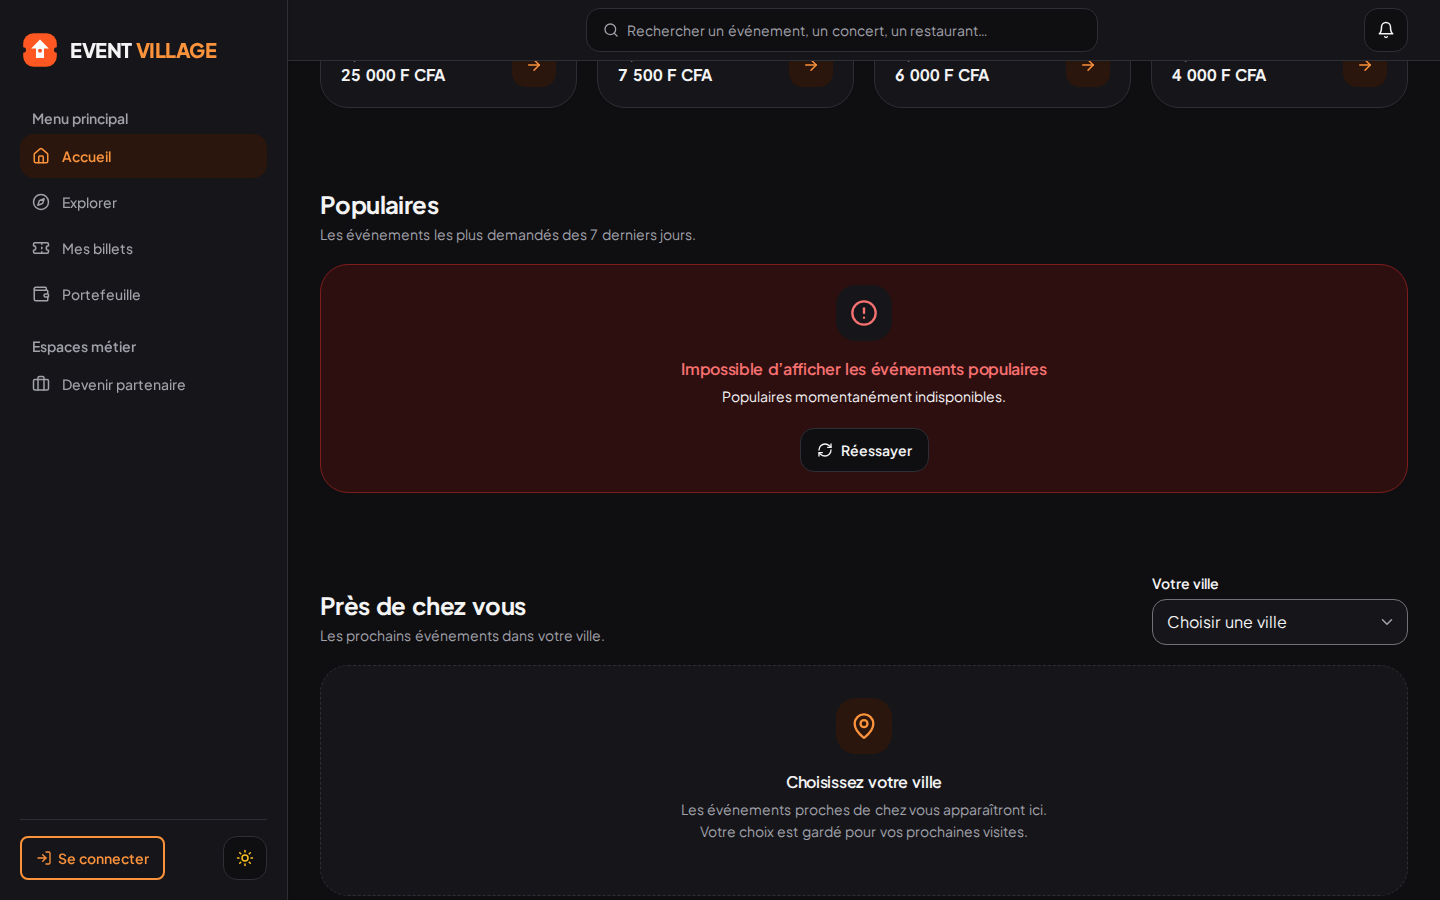 EVENT VILLAGE
Rechercher un événement, un concert, un restaurant...
Menu principal
Accueil
Explorer
Mes billets
Portefeuille
Espaces métier
Devenir partenaire
Se connecter
25 000 F CFA
7 500 F CFA
6 000 F CFA
4 000 F CFA
Populaires
Les événements les plus demandés des 7 derniers jours.
Impossible d’afficher les événements populaires
Populaires momentanément indisponibles.
Réessayer
Près de chez vous
Les prochains événements dans votre ville.
Votre ville
Choisir une ville
Choisissez votre ville
Les événements proches de chez vous apparaîtront ici.
Votre choix est gardé pour vos prochaines visites.